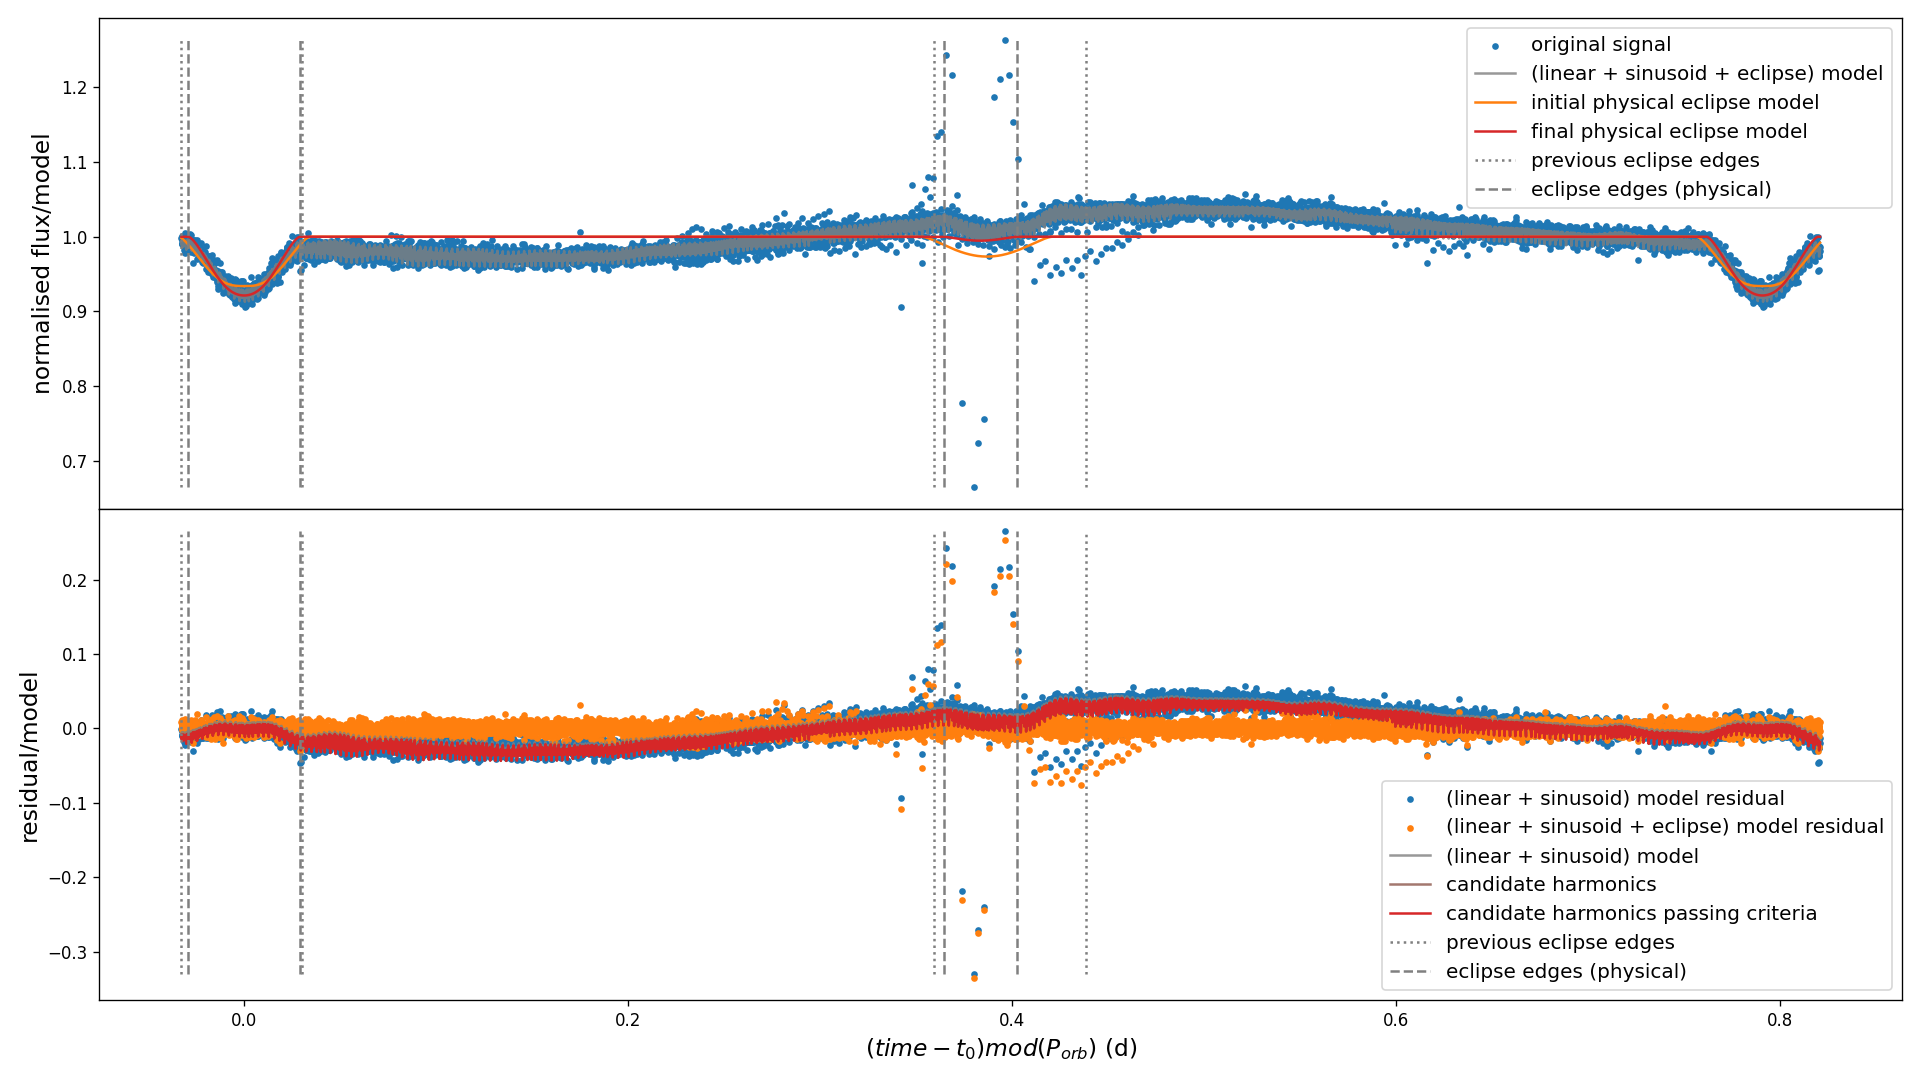 normalised flux/model
1.2
1.1
1.0
0.9
0.8
0.7
original signal
(linear + sinusoid + eclipse) model
initial physical eclipse model
final physical eclipse model
previous eclipse edges
eclipse edges (physical)
residual/model
0.2
0.1
0.0
−0.1
−0.2
−0.3
(linear + sinusoid) model residual
(linear + sinusoid + eclipse) model residual
(linear + sinusoid) model
candidate harmonics
candidate harmonics passing criteria
previous eclipse edges
eclipse edges (physical)
0.0 0.2 0.4 0.6 0.8
(time − t₀)mod(P_orb) (d)